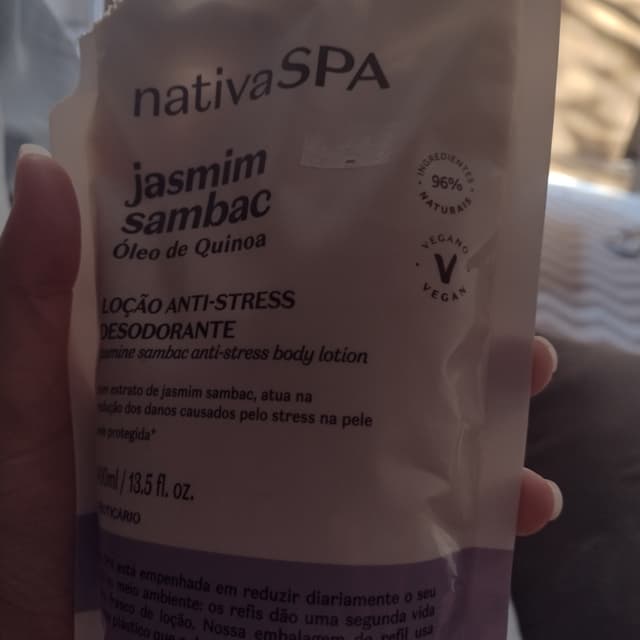 nativaSPA
jasmim
sambac
Óleo de Quinoa
INGREDIENTES
96%
NATURAIS
VEGANO
V
VEGAN
LOÇÃO ANTI-STRESS
DESODORANTE
jasmine sambac anti-stress body lotion
estrato de jasmim sambac, atua na
dos danos causados pelo stress na pele
protegida*
/ 13.5 fl. oz.
está empenhada em reduzir diariamente o seu
meio ambiente: os refis dão uma segunda vida
de loção. Nossa embalagem de refil usa